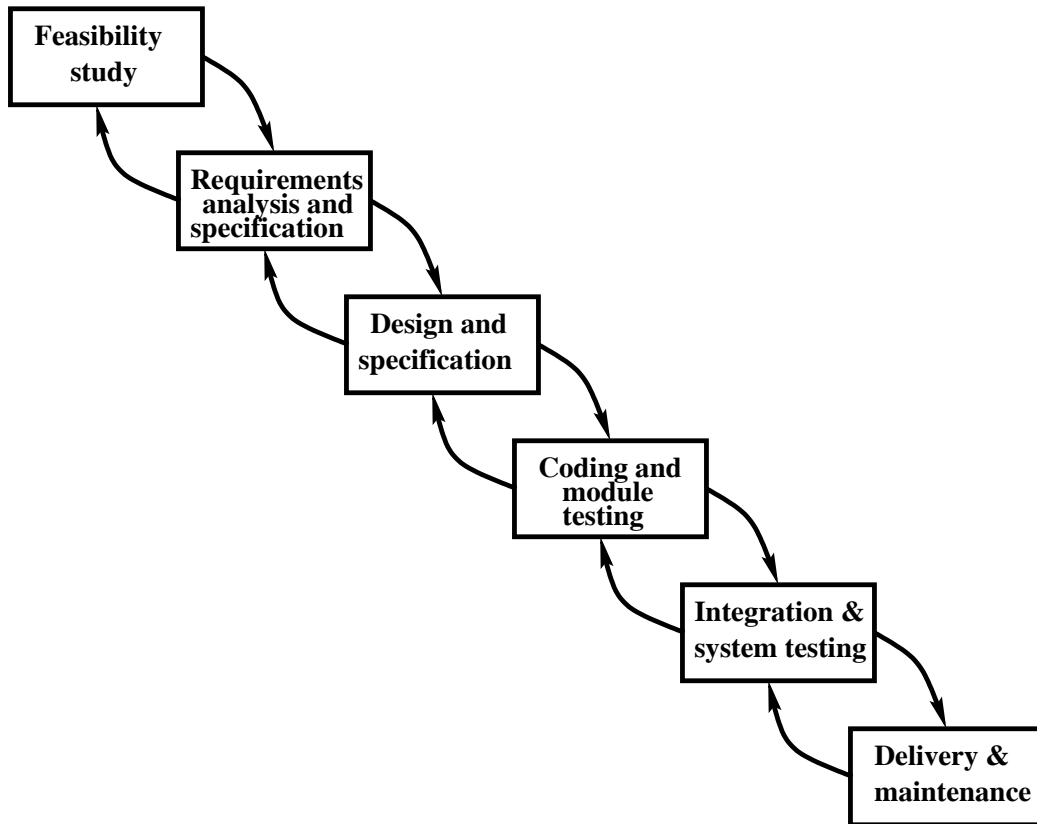 Feasibility
study
Requirements
analysis and
specification
Design and
specification
Coding and
module
testing
Integration &
system testing
Delivery &
maintenance